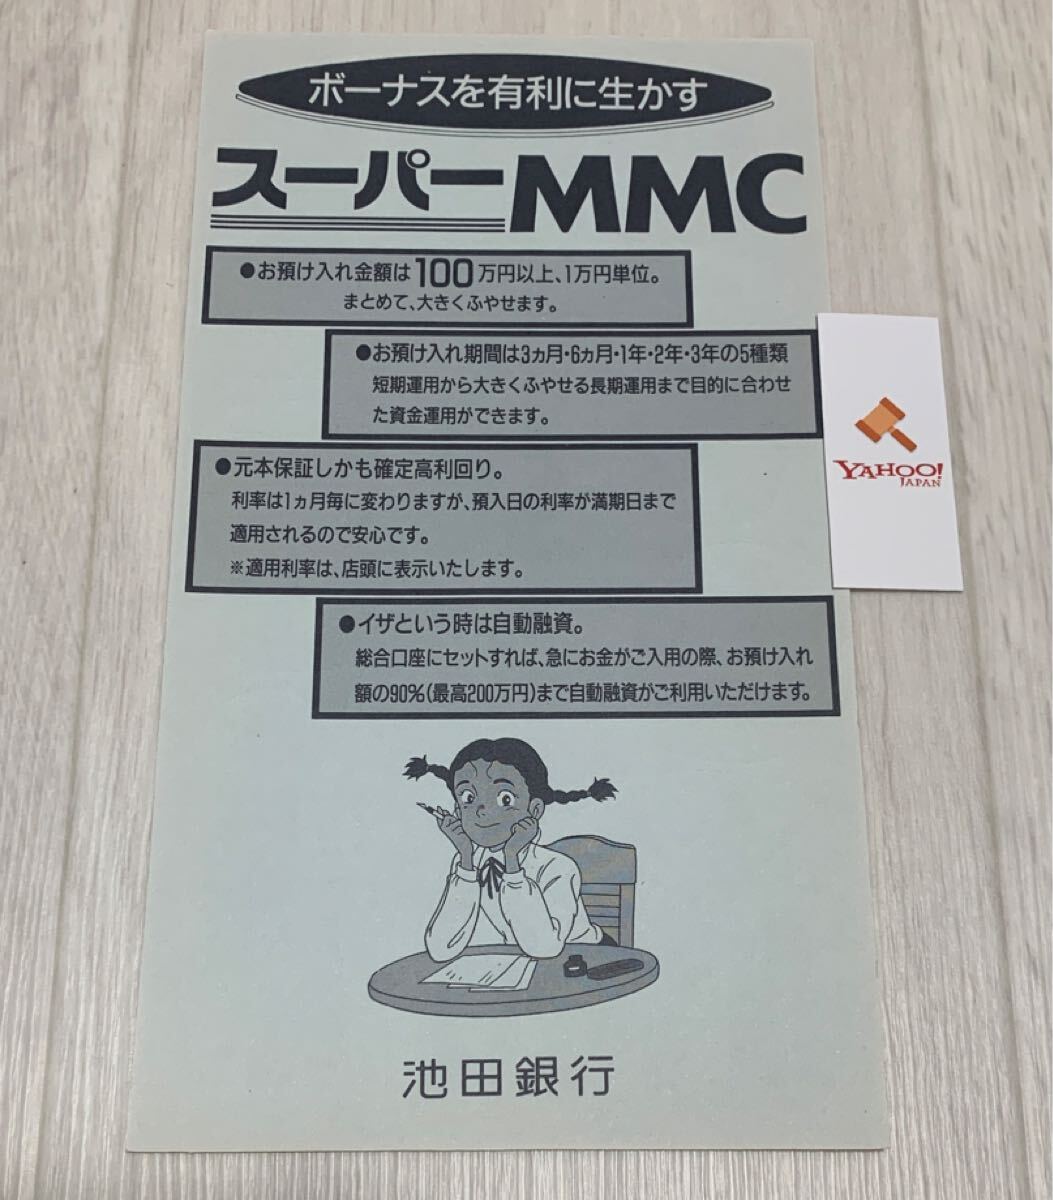 ボーナスを有利に生かす
スーパーMMC
●お預け入れ金額は100万円以上、1万円単位。
まとめて、大きくふやせます。
●お預け入れ期間は3ヵ月・6ヵ月・1年・2年・3年の5種類
短期運用から大きくふやせる長期運用まで目的に合わせ
た資金運用ができます。
●元本保証しかも確定高利回り。
利率は1ヵ月毎に変わりますが、預入日の利率が満期日まで
適用されるので安心です。
※適用利率は、店頭に表示いたします。
●イザという時は自動融資。
総合口座にセットすれば、急にお金がご入用の際、お預け入れ
額の90%(最高200万円)まで自動融資がご利用いただけます。
池田銀行
YAHOO!
JAPAN